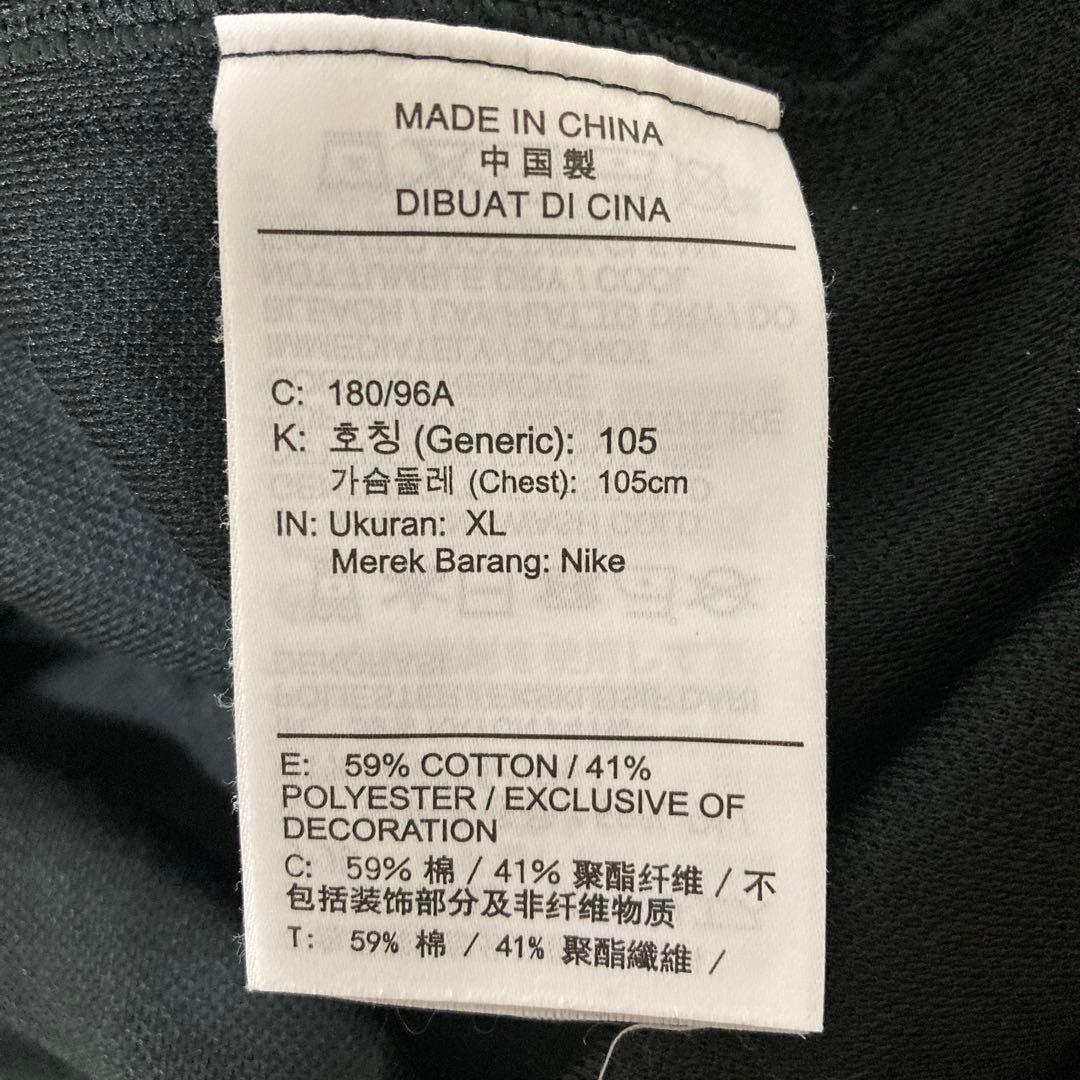 MADE IN CHINA
中国製
DIBUAT DI CINA
C: 180/96A
K: 호칭 (Generic): 105
가슴둘레 (Chest): 105cm
IN: Ukuran: XL
Merek Barang: Nike
E: 59% COTTON / 41%
POLYESTER / EXCLUSIVE OF
DECORATION
C: 59% 棉 / 41% 聚酯纤维 / 不
包括装饰部分及非纤维物质
T: 59% 棉 / 41% 聚酯纖維 /